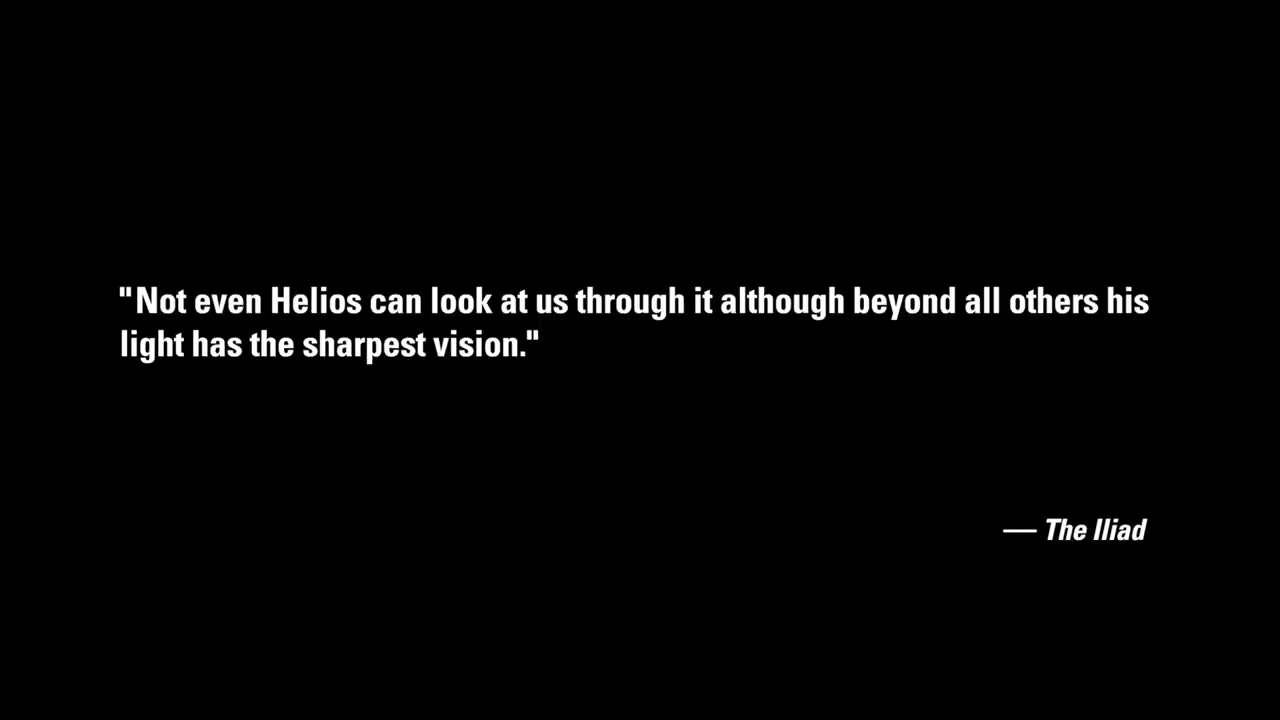 "Not even Helios can look at us through it although beyond all others his
light has the sharpest vision."
— The Iliad